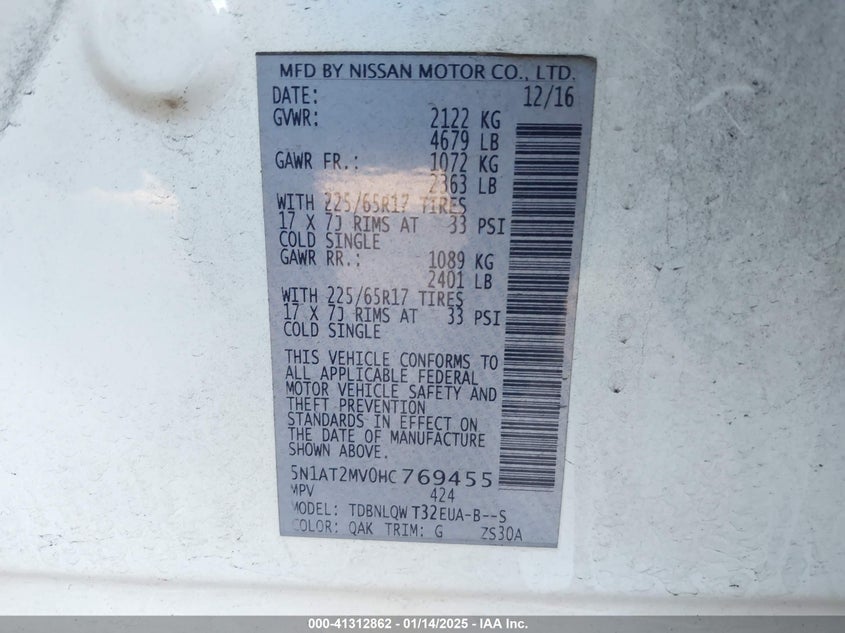 MFD BY NISSAN MOTOR CO., LTD.
DATE: 12/16
GVWR: 2122 KG
4679 LB
GAWR FR.: 1072 KG
2363 LB
WITH 225/65R17 TIRES
17 X 7J RIMS AT 33 PSI
COLD SINGLE
GAWR RR.: 1089 KG
2401 LB
WITH 225/65R17 TIRES
17 X 7J RIMS AT 33 PSI
COLD SINGLE
THIS VEHICLE CONFORMS TO
ALL APPLICABLE FEDERAL
MOTOR VEHICLE SAFETY AND
THEFT PREVENTION
STANDARDS IN EFFECT ON
THE DATE OF MANUFACTURE
SHOWN ABOVE.
5N1AT2MV0HC769455
MPV 424
MODEL: TDBNLQW T32EUA-B--S
COLOR: QAK TRIM: G ZS30A
000-41312862 - 01/14/2025 - IAA Inc.